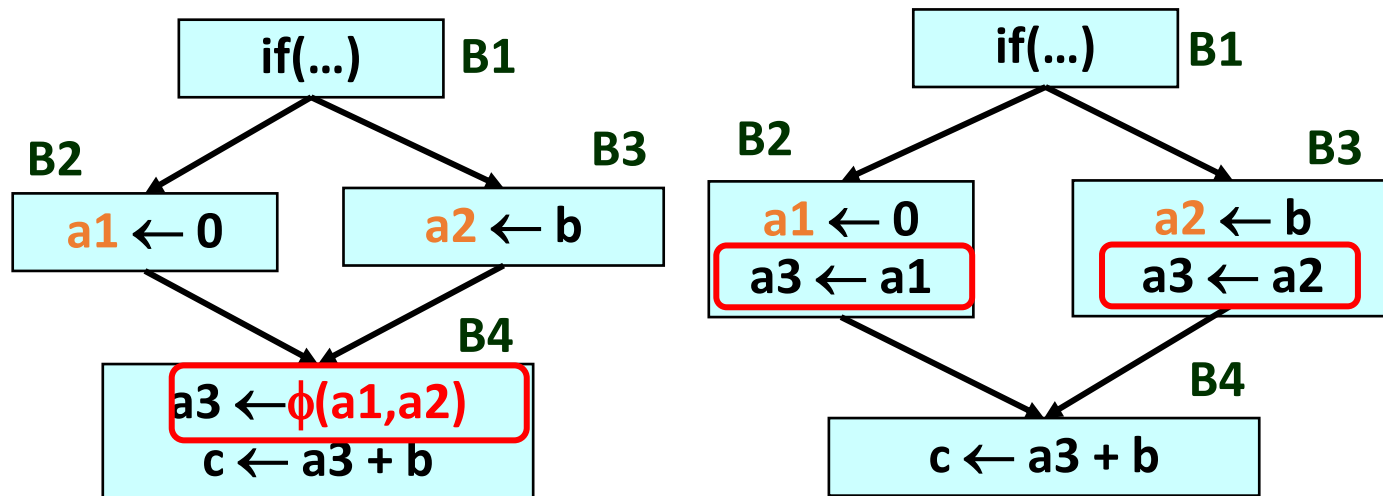 if(...)
B1
B2
B3
a1 ← 0
a2 ← b
B4
a3 ←ϕ(a1,a2)
c ← a3 + b
if(...)
B1
B2
B3
a1 ← 0
a3 ← a1
a2 ← b
a3 ← a2
B4
c ← a3 + b